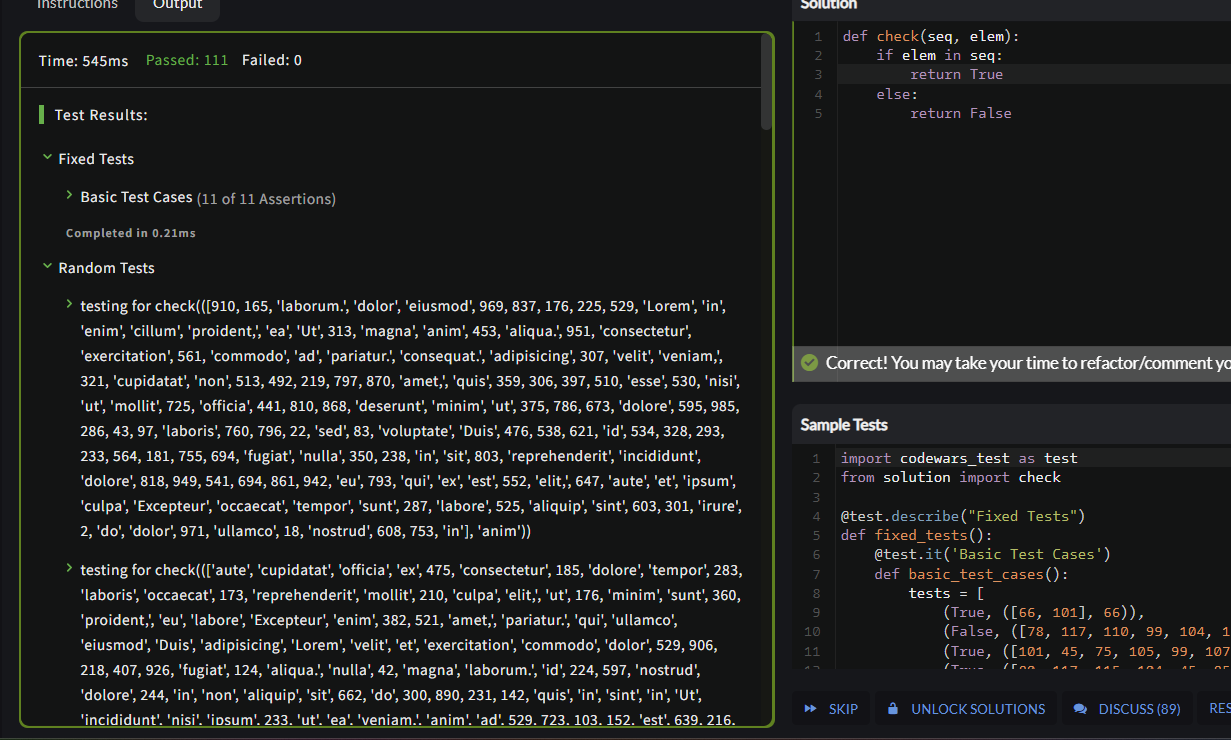 Instructions
Output
Time: 545ms Passed: 111 Failed: 0
Test Results:
Fixed Tests
Basic Test Cases (11 of 11 Assertions)
Completed in 0.21ms
Random Tests
testing for check(([910, 165, 'laborum.', 'dolor', 'eiusmod', 969, 837, 176, 225, 529, 'Lorem', 'in',
'enim', 'cillum', 'proident,', 'ea', 'Ut', 313, 'magna', 'anim', 453, 'aliqua.', 951, 'consectetur',
'exercitation', 561, 'commodo', 'ad', 'pariatur.', 'consequat.', 'adipisicing', 307, 'velit', 'veniam,',
321, 'cupidatat', 'non', 513, 492, 219, 797, 870, 'amet,', 'quis', 359, 306, 397, 510, 'esse', 530, 'nisi',
'ut', 'mollit', 725, 'officia', 441, 810, 868, 'deserunt', 'minim', 'ut', 375, 786, 673, 'dolore', 595, 985,
286, 43, 97, 'laboris', 760, 796, 22, 'sed', 83, 'voluptate', 'Duis', 476, 538, 621, 'id', 534, 328, 293,
233, 564, 181, 755, 694, 'fugiat', 'nulla', 350, 238, 'in', 'sit', 803, 'reprehenderit', 'incididunt',
'dolore', 818, 949, 541, 694, 861, 942, 'eu', 793, 'qui', 'ex', 'est', 552, 'elit,', 647, 'aute', 'et', 'ipsum',
'culpa', 'Excepteur', 'occaecat', 'tempor', 'sunt', 287, 'labore', 525, 'aliquip', 'sint', 603, 301, 'irure',
2, 'do', 'dolor', 971, 'ullamco', 18, 'nostrud', 608, 753, 'in'], 'anim'))
testing for check((['aute', 'cupidatat', 'officia', 'ex', 475, 'consectetur', 185, 'dolore', 'tempor', 283,
'laboris', 'occaecat', 173, 'reprehenderit', 'mollit', 210, 'culpa', 'elit,', 'ut', 176, 'minim', 'sunt', 360,
'proident,', 'eu', 'labore', 'Excepteur', 'enim', 382, 521, 'amet,', 'pariatur.', 'qui', 'ullamco',
'eiusmod', 'Duis', 'adipisicing', 'Lorem', 'velit', 'et', 'exercitation', 'commodo', 'dolor', 529, 906,
218, 407, 926, 'fugiat', 124, 'aliqua.', 'nulla', 42, 'magna', 'laborum.', 'id', 224, 597, 'nostrud',
'dolore', 244, 'in', 'non', 'aliquip', 'sit', 662, 'do', 300, 890, 231, 142, 'quis', 'in', 'sint', 'in', 'Ut',
'incididunt', 'nisi', 'ipsum', 233, 'ut', 'ea', 'veniam,', 'anim', 'ad', 529, 723, 103, 152, 'est', 639, 216,
Solution
1 def check(seq, elem):
2 if elem in seq:
3 return True
4 else:
5 return False
Correct! You may take your time to refactor/comment yo
Sample Tests
1 import codewars_test as test
2 from solution import check
3
4 @test.describe("Fixed Tests")
5 def fixed_tests():
6 @test.it('Basic Test Cases')
7 def basic_test_cases():
8 tests = [
9 (True, ([66, 101], 66)),
10 (False, ([78, 117, 110, 99, 104, 1
11 (True, ([101, 45, 75, 105, 99, 107
SKIP
UNLOCK SOLUTIONS
DISCUSS (89)
RES